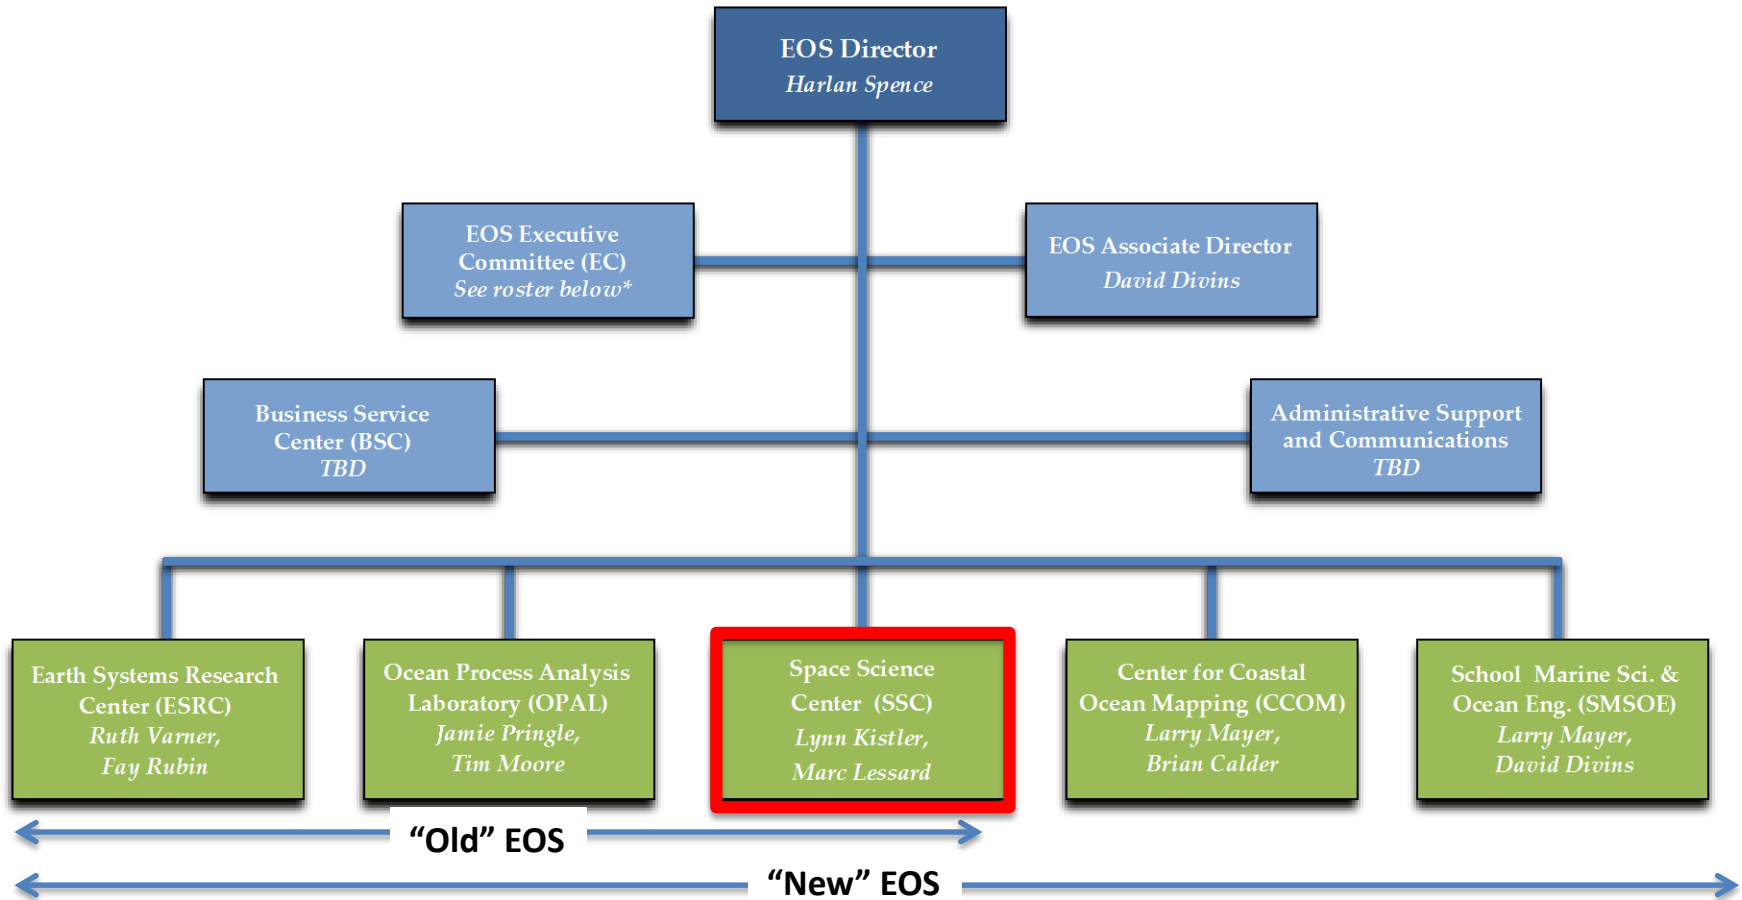 EOS Director
Harlan Spence
EOS Executive
Committee (EC)
See roster below*
EOS Associate Director
David Divins
Business Service
Center (BSC)
TBD
Administrative Support
and Communications
TBD
Earth Systems Research
Center (ESRC)
Ruth Varner,
Fay Rubin
Ocean Process Analysis
Laboratory (OPAL)
Jamie Pringle,
Tim Moore
Space Science
Center (SSC)
Lynn Kistler,
Marc Lessard
Center for Coastal
Ocean Mapping (CCOM)
Larry Mayer,
Brian Calder
School Marine Sci. &
Ocean Eng. (SMSOE)
Larry Mayer,
David Divins
“Old” EOS
“New” EOS